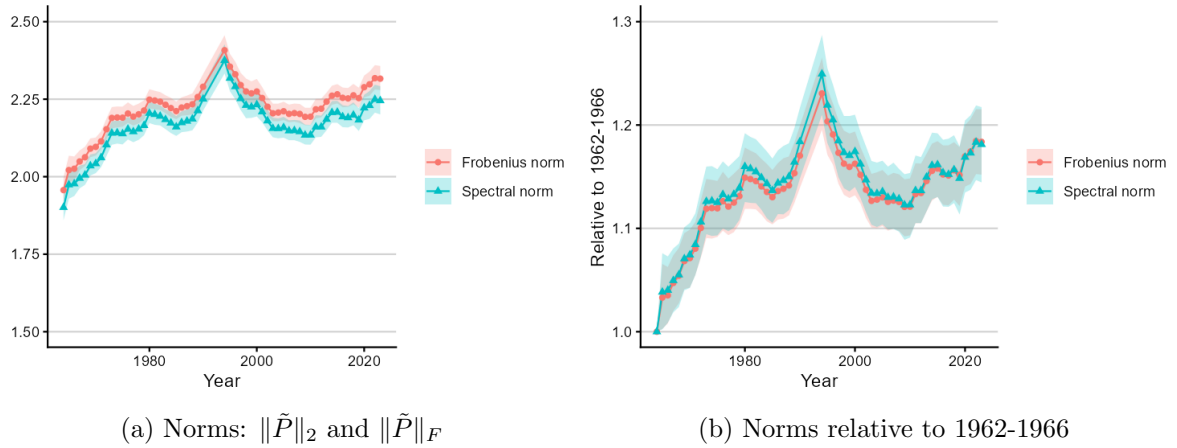 2.50
2.25
2.00
1.75
1.50
1980
2000
2020
Year
Frobenius norm
Spectral norm
(a) Norms: ‖P̃‖₂ and ‖P̃‖_F
Relative to 1962-1966
1.3
1.2
1.1
1.0
1980
2000
2020
Year
Frobenius norm
Spectral norm
(b) Norms relative to 1962-1966